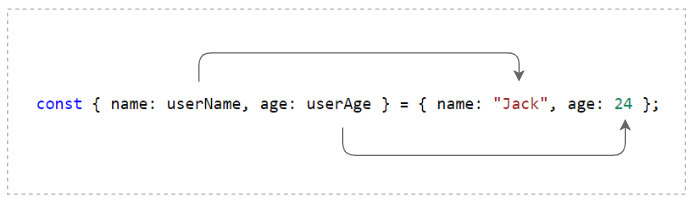 const { name: userName, age: userAge } = { name: "Jack", age: 24 };